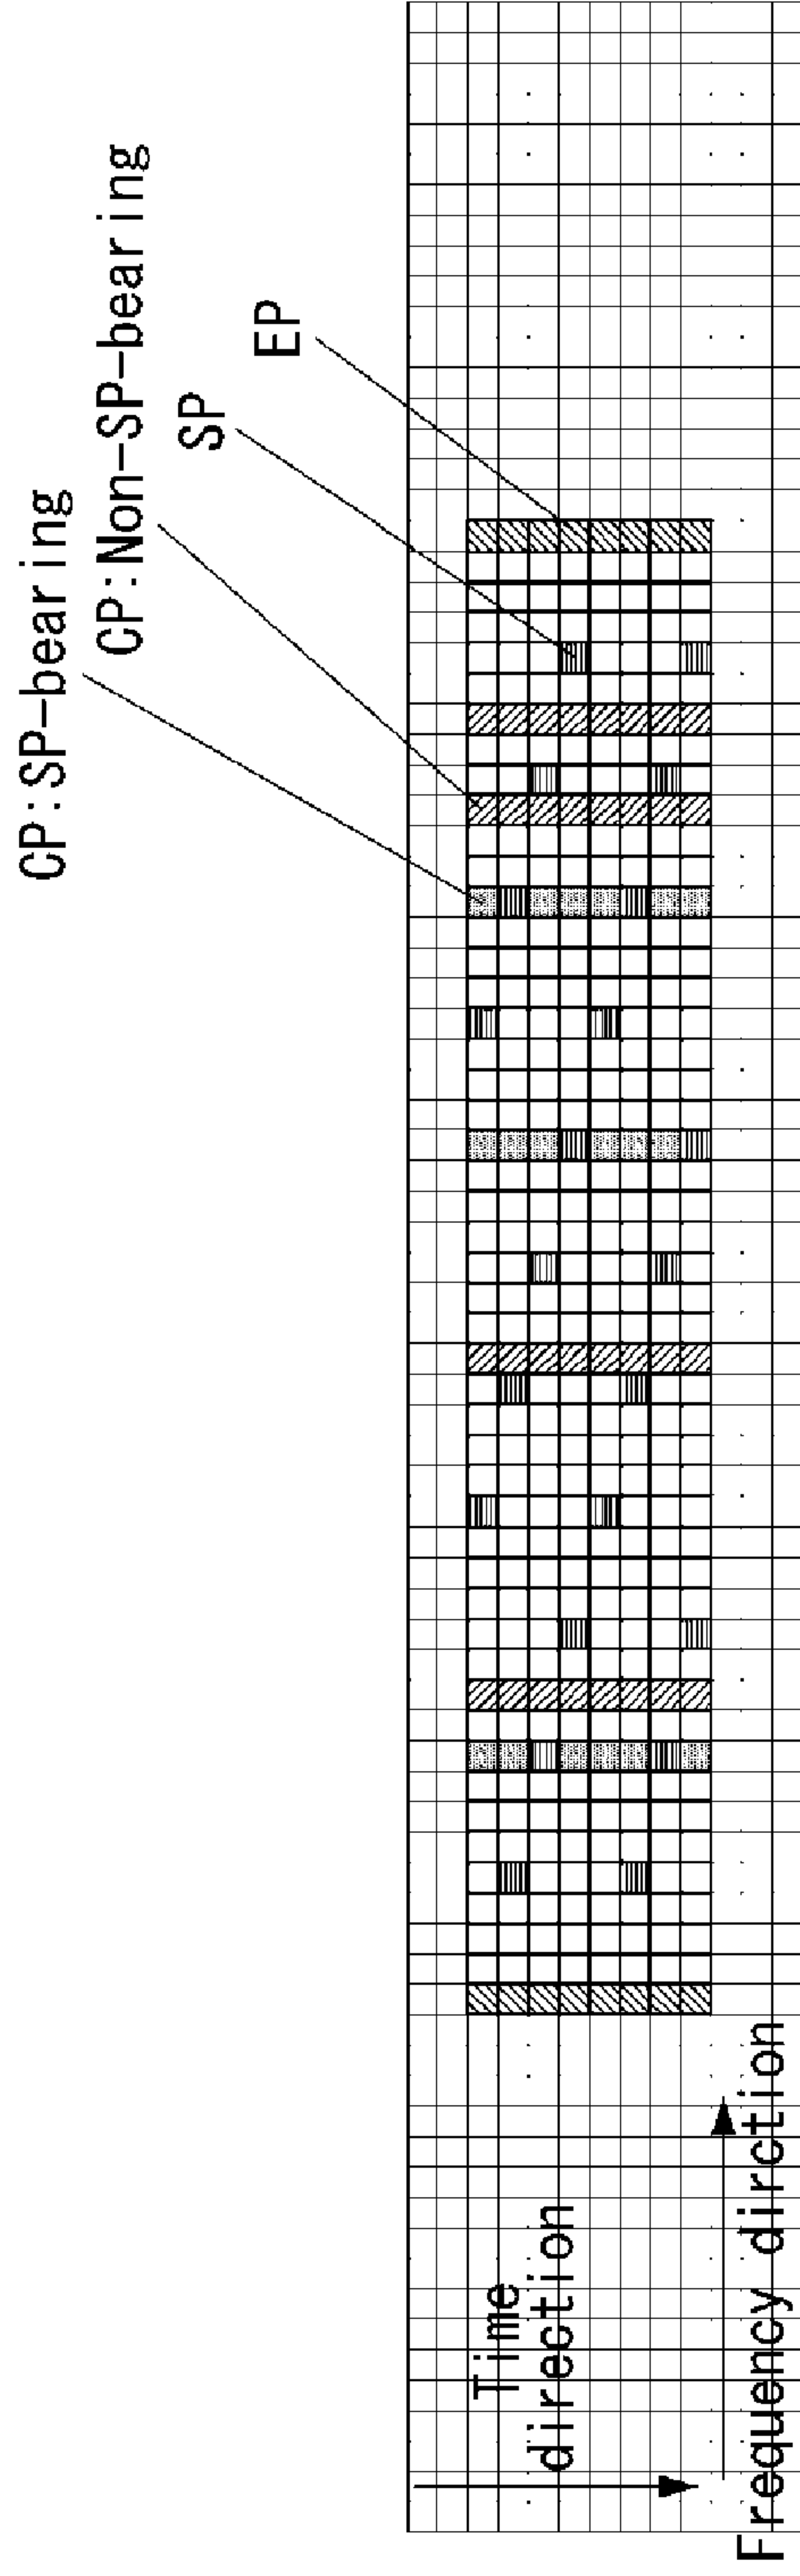 CP:SP-bearing
CP:Non-SP-bearing
SP
EP
Time
direction
Frequency direction